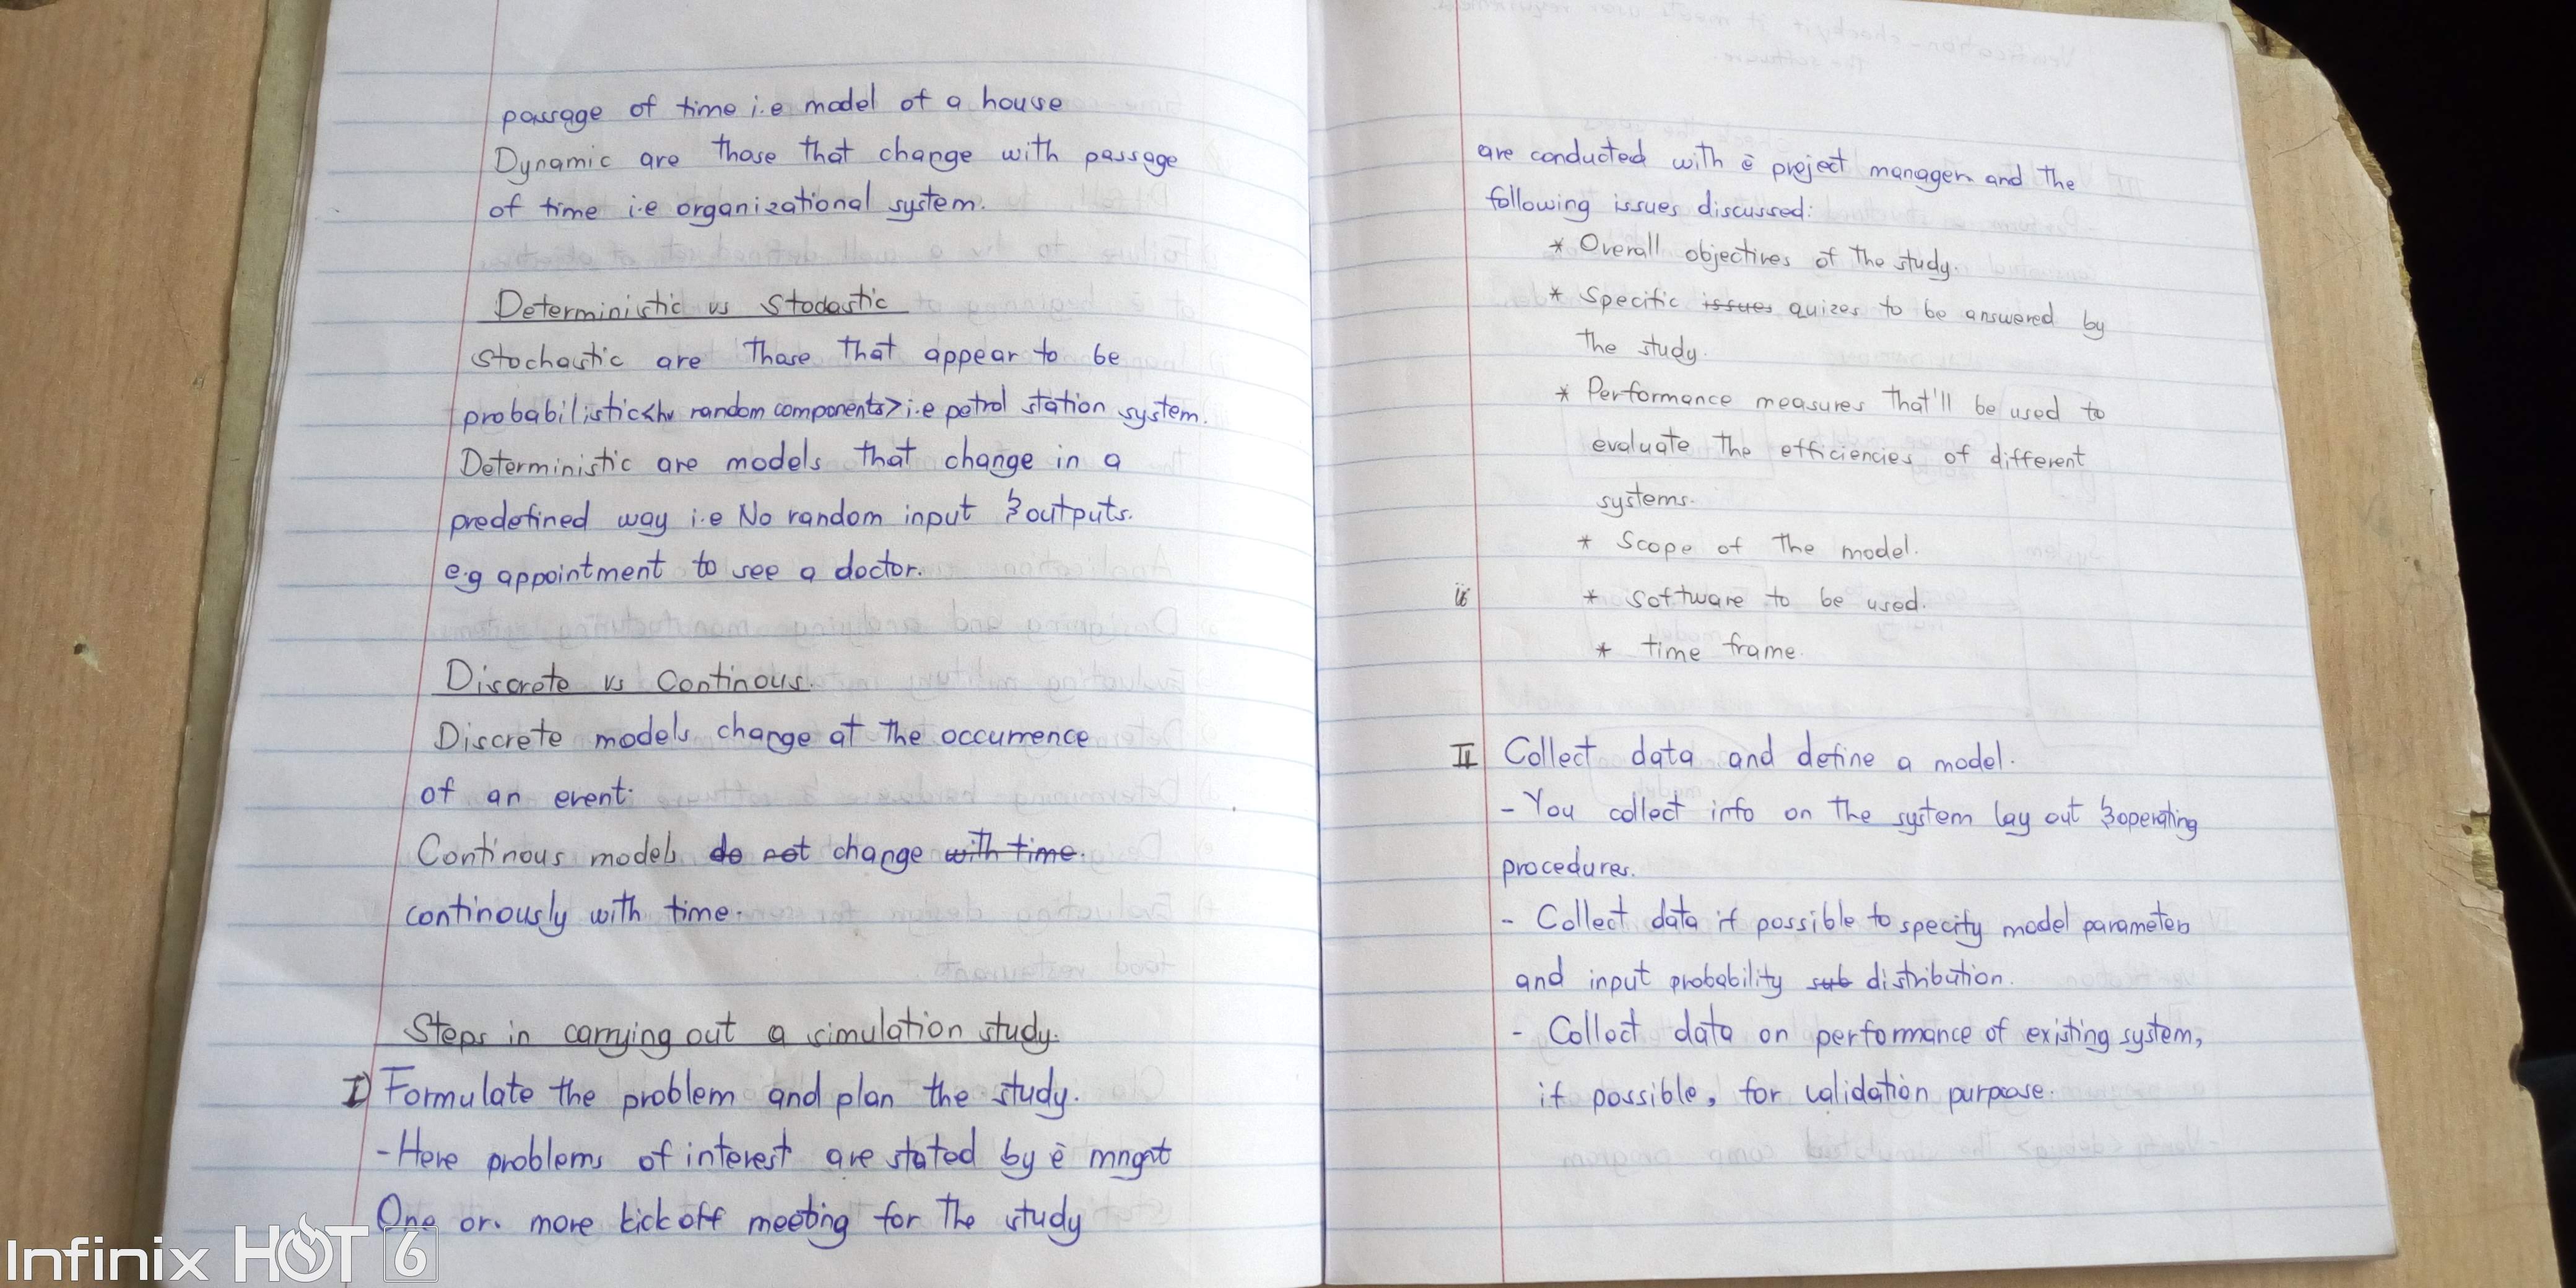 passage of time i.e model of a house
Dynamic are those that change with passage
of time i.e organizational system.
Deterministic vs Stodastic
Stochastic are those that appear to be
probabilistic<hv random components> i.e petrol station system.
Deterministic are models that change in a
predefined way i.e No random input & outputs.
e.g appointment to see a doctor.
Discrete vs Continous.
Discrete models change at the occurrence
of an event.
Continous models do not change with time.
continously with time.
Steps in carrying out a simulation study.
I) Formulate the problem and plan the study.
- Here problems of interest are stated by ē mngnt
One or more kick off meeting for the study
are conducted with ē project manager and the
following issues discussed:
* Overall objectives of the study.
* Specific issues quizes to be answered by
the study.
* Performance measures that'll be used to
evaluate the efficiencies of different
systems.
* Scope of the model.
* Software to be used.
* time frame.
II Collect data and define a model.
- You collect info on the system lay out & operating
procedures.
- Collect data if possible to specify model parameters
and input probability sub distribution.
- Collect data on performance of existing system,
if possible, for validation purpose.
Infinix HOT 6